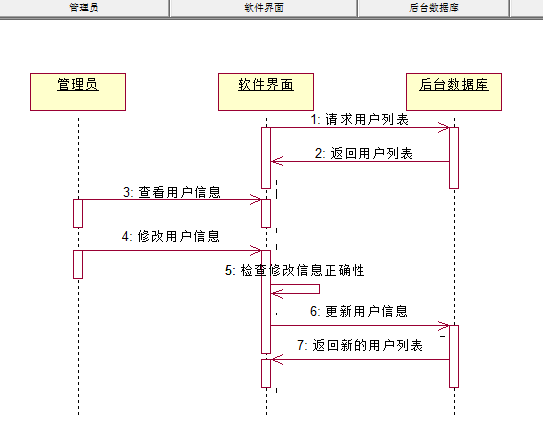 管理员 软件界面 后台数据库
管理员 软件界面 后台数据库
1: 请求用户列表
2: 返回用户列表
3: 查看用户信息
4: 修改用户信息
5: 检查修改信息正确性
6: 更新用户信息
7: 返回新的用户列表